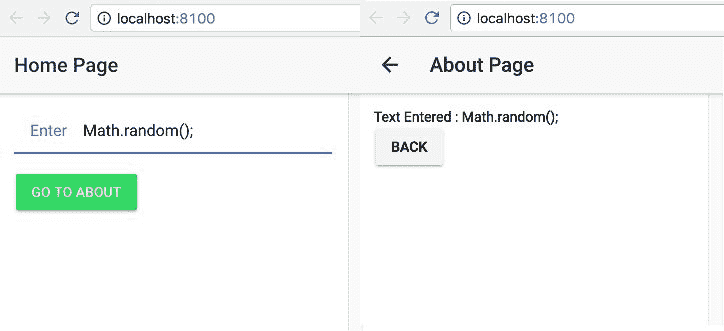 localhost:8100
Home Page
Enter Math.random();
GO TO ABOUT
localhost:8100
About Page
Text Entered : Math.random();
BACK